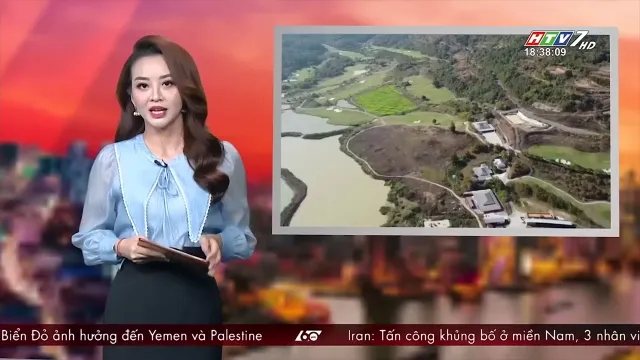 HTV7 HD
18:38:09
Biển Đỏ ảnh hưởng đến Yemen và Palestine 60 Iran: Tấn công khủng bố ở miền Nam, 3 nhân v